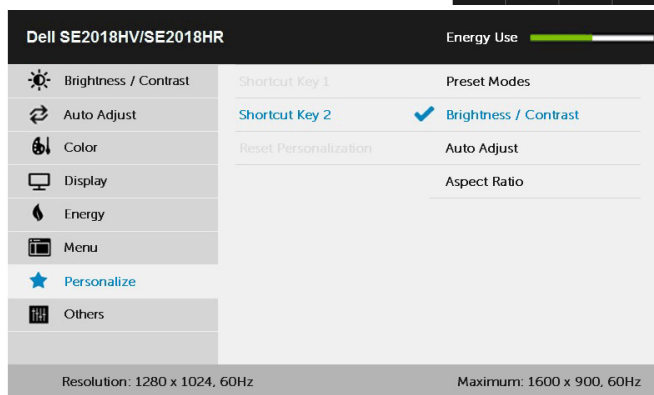 Dell SE2018HV/SE2018HR Energy Use
Brightness / Contrast Shortcut Key 1 Preset Modes
Auto Adjust Shortcut Key 2 Brightness / Contrast
Color Reset Personalization Auto Adjust
Display Aspect Ratio
Energy
Menu
Personalize
Others
Resolution: 1280 x 1024, 60Hz Maximum: 1600 x 900, 60Hz